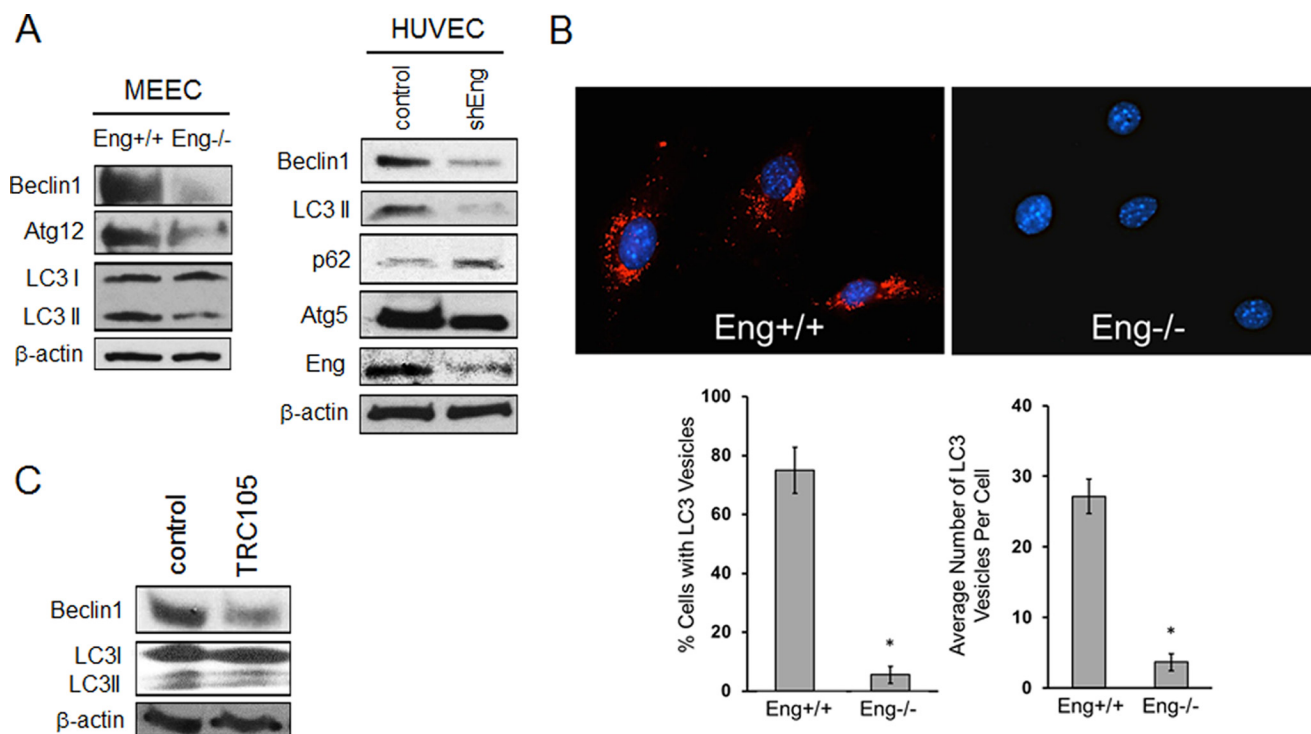 A
MEEC
Eng+/+ Eng-/-
Beclin1
Atg12
LC3 I
LC3 II
β-actin
HUVEC
control
shEng
Beclin1
LC3 II
p62
Atg5
Eng
β-actin
B
Eng+/+
Eng-/-
% Cells with LC3 Vesicles
100
80
60
40
20
0
*
Eng+/+ Eng-/-
Average Number of LC3
Vesicles Per Cell
40
30
20
10
0
*
Eng+/+ Eng-/-
C
control
TRC105
Beclin1
LC3I
LC3II
β-actin